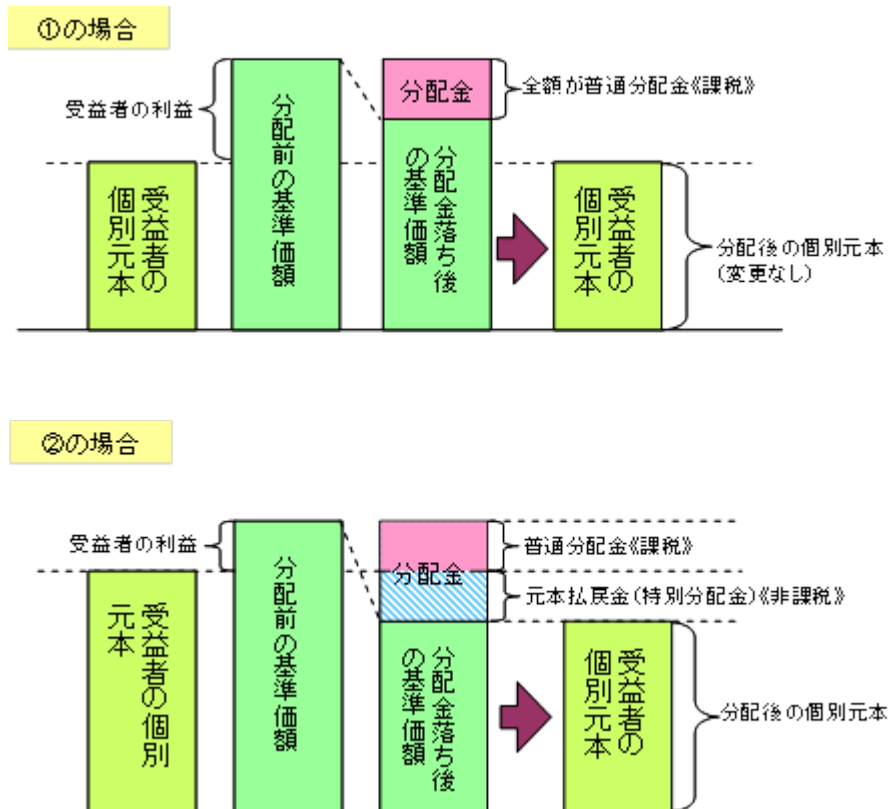 ①の場合
受益者の利益
受益者の
個別元本
分配前の基準価額
分配金
全額が普通分配金《課税》
分配金落ち後
の基準価額
受益者の
個別元本
分配後の個別元本
(変更なし)
②の場合
受益者の利益
受益者の個別
元本
分配前の基準価額
分配金
普通分配金《課税》
元本払戻金(特別分配金)《非課税》
分配金落ち後
の基準価額
受益者の
個別元本
分配後の個別元本